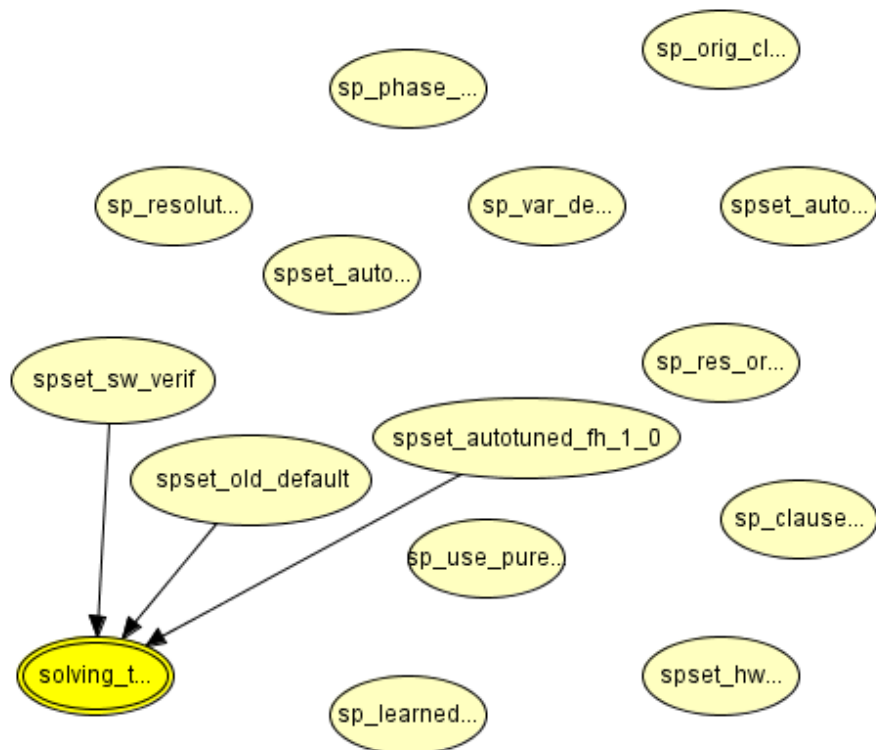 sp_orig_cl...
sp_phase_...
sp_resolut...
sp_var_de...
spset_auto...
spset_auto...
sp_res_or...
spset_sw_verif
spset_autotuned_fh_1_0
spset_old_default
sp_clause...
sp_use_pure...
solving_t...
spset_hw...
sp_learned...